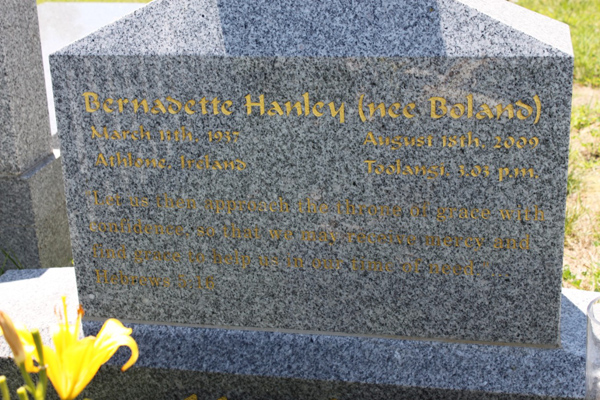 Bernadette Hanley (nee Boland)
March 11th, 1937 August 18th, 2009
Athlone, Ireland Toolangi, 3.03 p.m.
"Let us then approach the throne of grace with
confidence, so that we may receive mercy and
find grace to help us in our time of need."
Hebrews 4:16